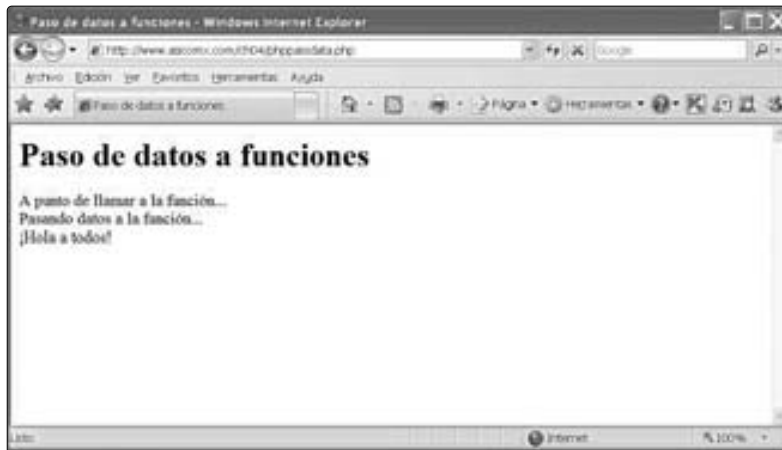 Paso de datos a funciones - Windows Internet Explorer
Google
Archivo Edición Ver Favoritos Herramientas Ayuda
Paso de datos a funciones
Página Herramientas
Paso de datos a funciones
A punto de llamar a la función...
Pasando datos a la función...
¡Hola a todos!
Listo
Internet
100%